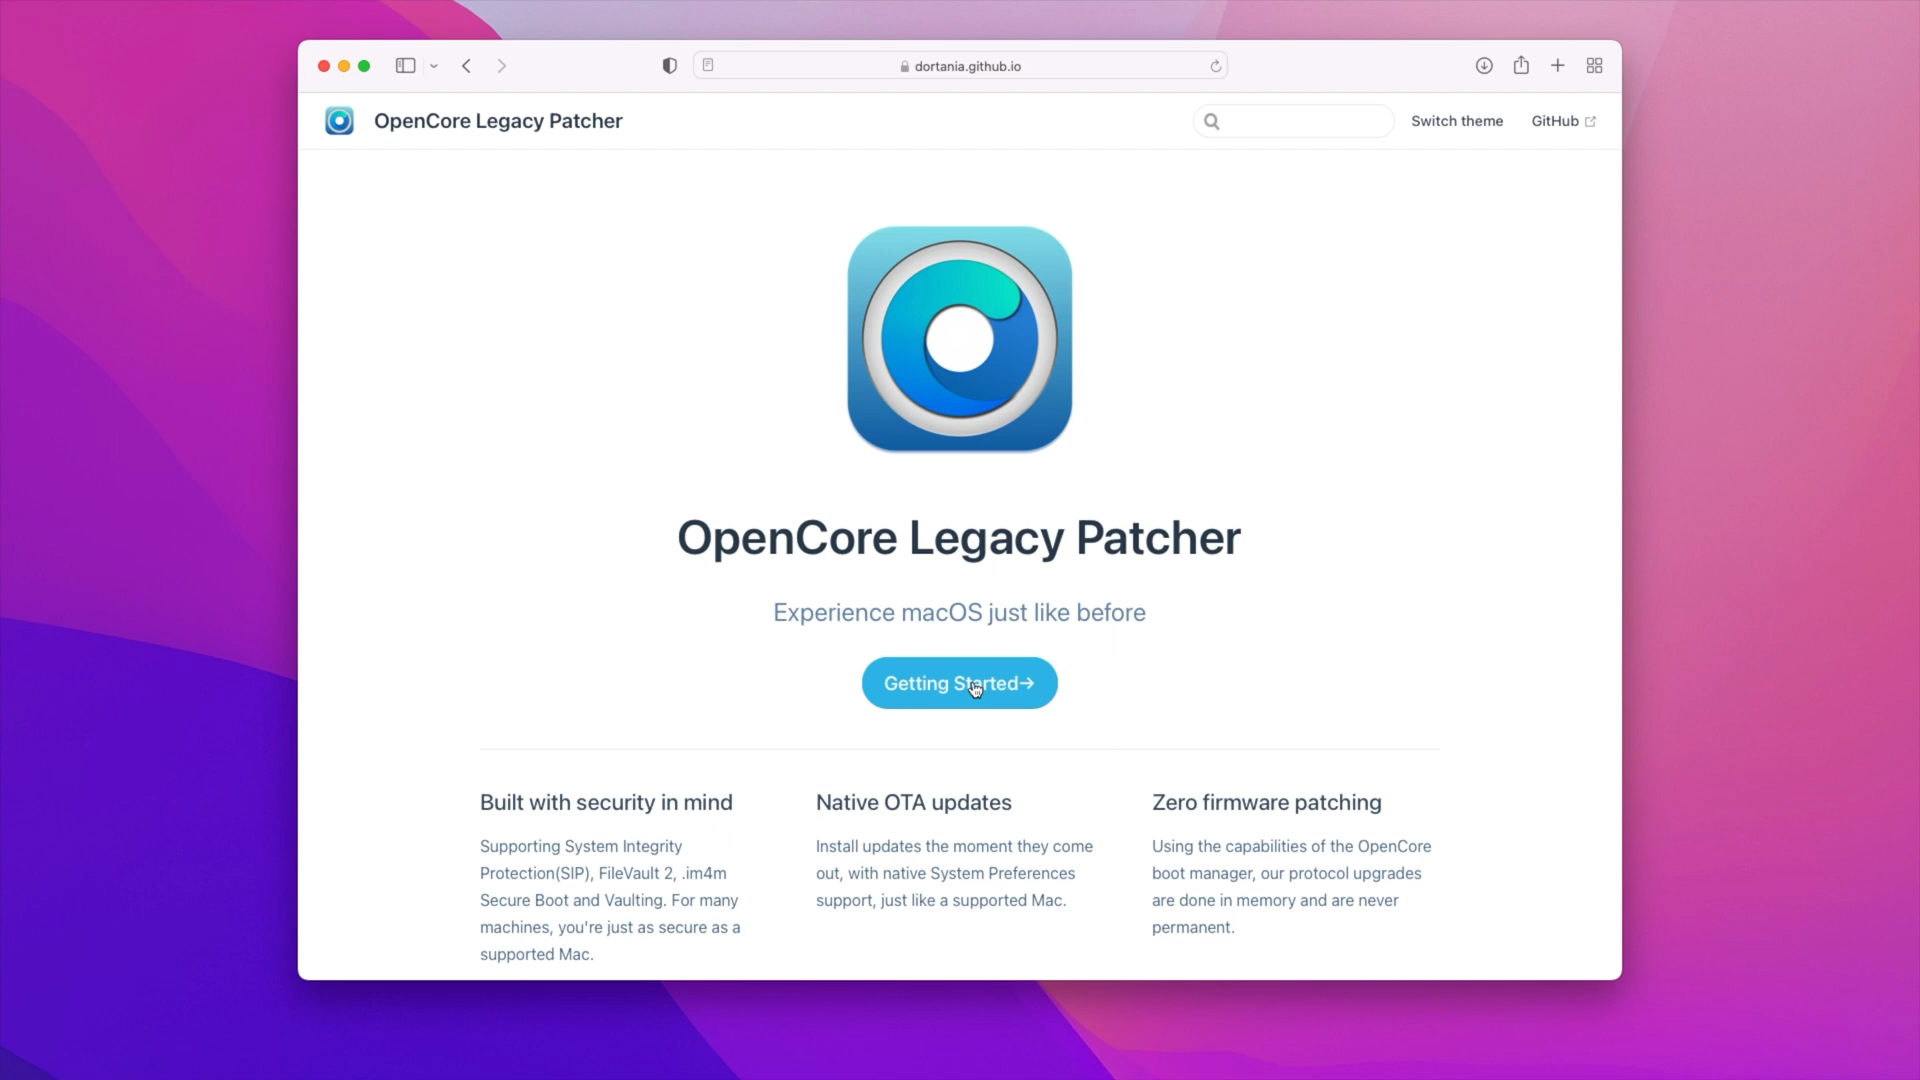 dortania.github.io
OpenCore Legacy Patcher
Switch theme
GitHub
OpenCore Legacy Patcher
Experience macOS just like before
Getting Started→
Built with security in mind
Supporting System Integrity
Protection(SIP), FileVault 2, .im4m
Secure Boot and Vaulting. For many
machines, you're just as secure as a
supported Mac.
Native OTA updates
Install updates the moment they come
out, with native System Preferences
support, just like a supported Mac.
Zero firmware patching
Using the capabilities of the OpenCore
boot manager, our protocol upgrades
are done in memory and are never
permanent.